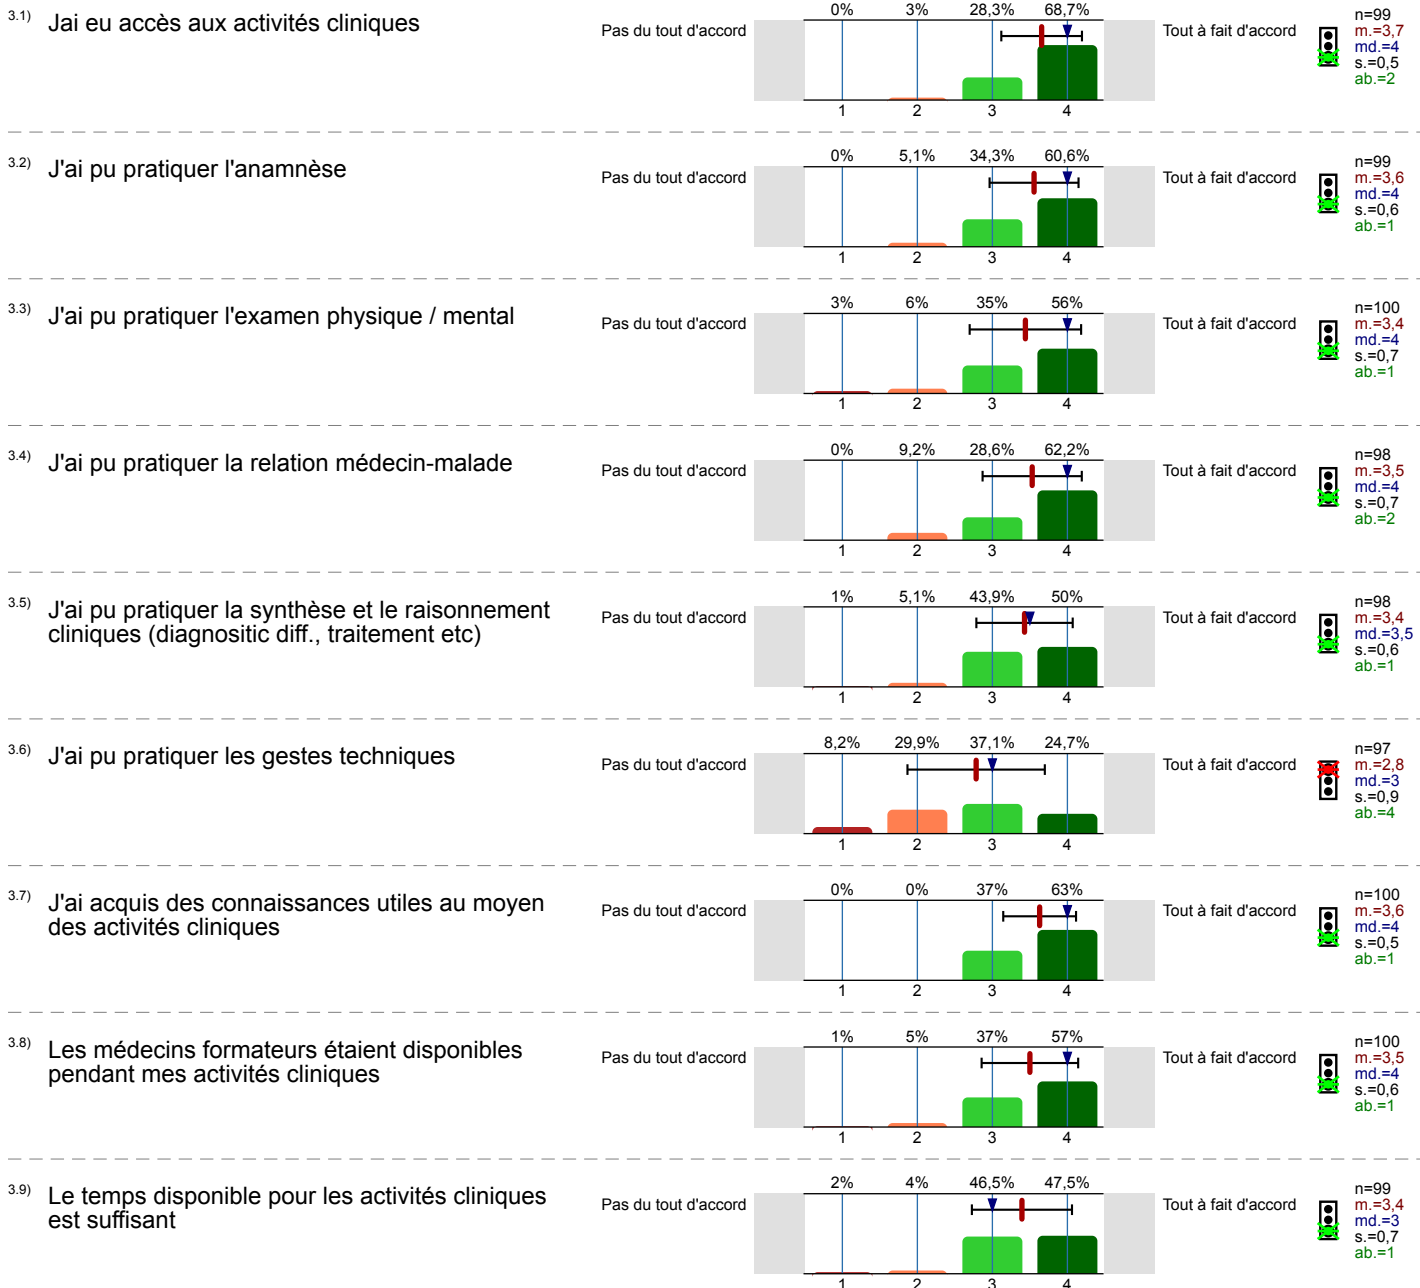 3.1) Jai eu accès aux activités cliniques
Pas du tout d'accord
0% 3% 28,3% 68,7%
1 2 3 4
Tout à fait d'accord
n=99
m.=3,7
md.=4
s.=0,5
ab.=2
3.2) J'ai pu pratiquer l'anamnèse
Pas du tout d'accord
0% 5,1% 34,3% 60,6%
1 2 3 4
Tout à fait d'accord
n=99
m.=3,6
md.=4
s.=0,6
ab.=1
3.3) J'ai pu pratiquer l'examen physique / mental
Pas du tout d'accord
3% 6% 35% 56%
1 2 3 4
Tout à fait d'accord
n=100
m.=3,4
md.=4
s.=0,7
ab.=1
3.4) J'ai pu pratiquer la relation médecin-malade
Pas du tout d'accord
0% 9,2% 28,6% 62,2%
1 2 3 4
Tout à fait d'accord
n=98
m.=3,5
md.=4
s.=0,7
ab.=2
3.5) J'ai pu pratiquer la synthèse et le raisonnement
cliniques (diagnositic diff., traitement etc)
Pas du tout d'accord
1% 5,1% 43,9% 50%
1 2 3 4
Tout à fait d'accord
n=98
m.=3,4
md.=3,5
s.=0,6
ab.=1
3.6) J'ai pu pratiquer les gestes techniques
Pas du tout d'accord
8,2% 29,9% 37,1% 24,7%
1 2 3 4
Tout à fait d'accord
n=97
m.=2,8
md.=3
s.=0,9
ab.=4
3.7) J'ai acquis des connaissances utiles au moyen
des activités cliniques
Pas du tout d'accord
0% 0% 37% 63%
1 2 3 4
Tout à fait d'accord
n=100
m.=3,6
md.=4
s.=0,5
ab.=1
3.8) Les médecins formateurs étaient disponibles
pendant mes activités cliniques
Pas du tout d'accord
1% 5% 37% 57%
1 2 3 4
Tout à fait d'accord
n=100
m.=3,5
md.=4
s.=0,6
ab.=1
3.9) Le temps disponible pour les activités cliniques
est suffisant
Pas du tout d'accord
2% 4% 46,5% 47,5%
1 2 3 4
Tout à fait d'accord
n=99
m.=3,4
md.=3
s.=0,7
ab.=1